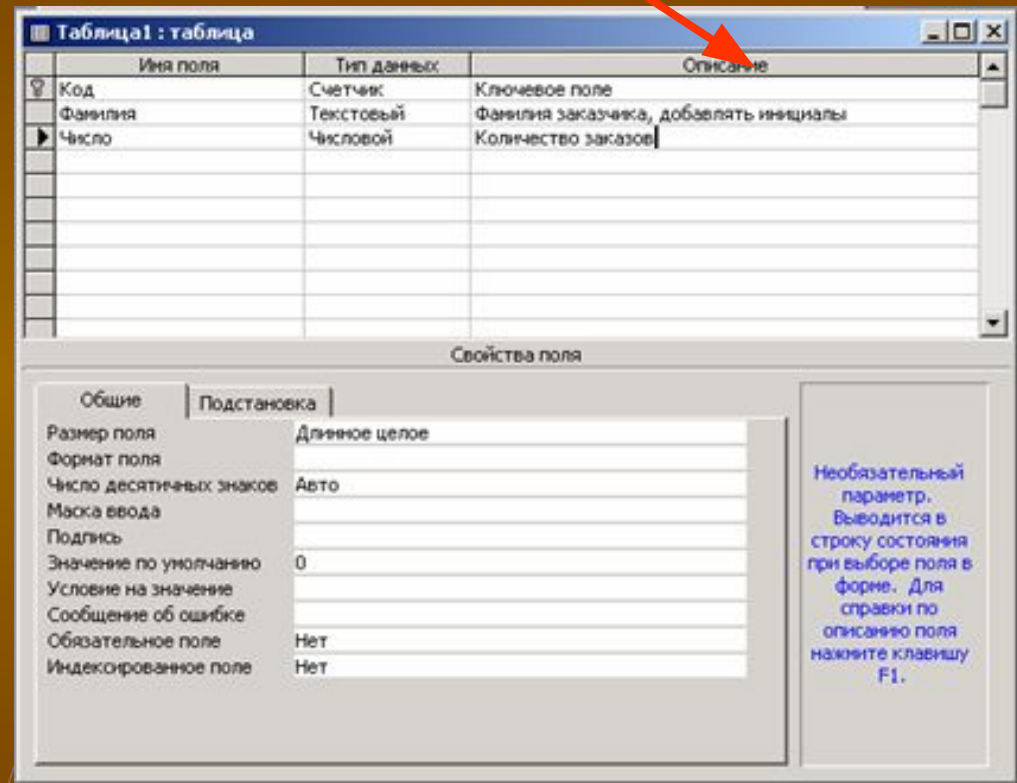 Таблица1 : таблица
Имя поля Тип данных Описание
Код Счетчик Ключевое поле
Фамилия Текстовый Фамилия заказчика, добавлять инициалы
Число Числовой Количество заказов
Свойства поля
Общие Подстановка
Размер поля Длинное целое
Формат поля
Число десятичных знаков Авто
Маска ввода
Подпись
Значение по умолчанию 0
Условие на значение
Сообщение об ошибке
Обязательное поле Нет
Индексированное поле Нет
Необязательный
параметр.
Выводится в
строку состояния
при выборе поля в
форме. Для
справки по
описанию поля
нажмите клавишу
F1.